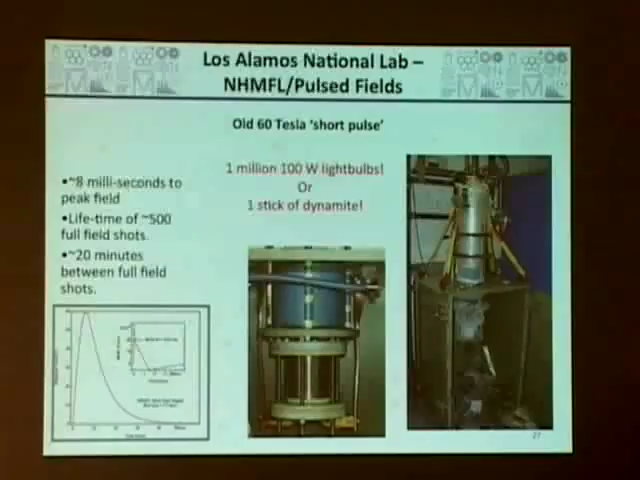 Los Alamos National Lab –
NHMFL/Pulsed Fields
Old 60 Tesla 'short pulse'
•~8 milli-seconds to
peak field
•Life-time of ~500
full field shots.
•~20 minutes
between full field
shots.
1 million 100 W lightbulbs!
Or
1 stick of dynamite!
27